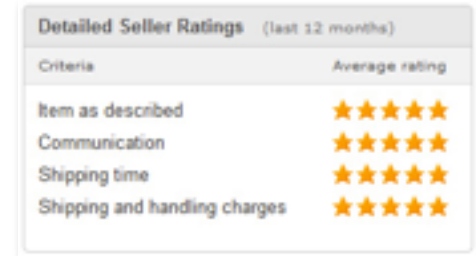 Detailed Seller Ratings (last 12 months)
Criteria Average rating
Item as described
Communication
Shipping time
Shipping and handling charges